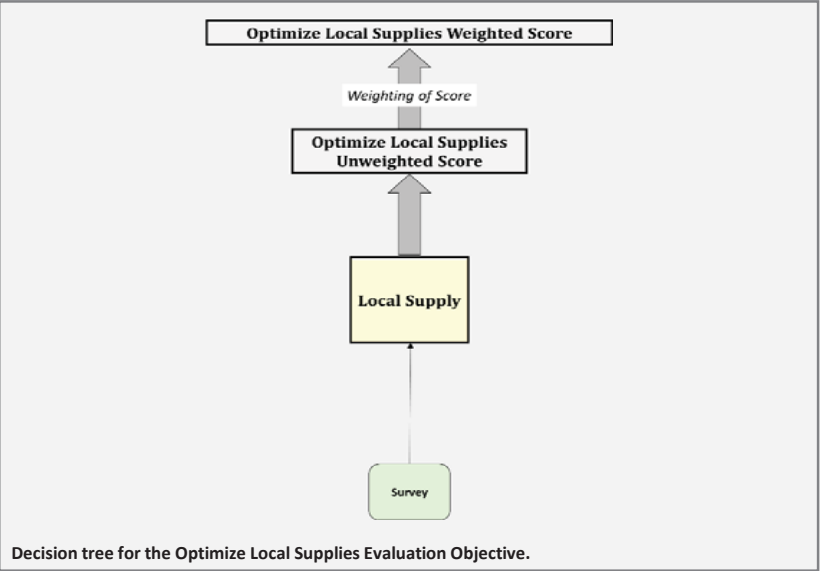 Optimize Local Supplies Weighted Score
Weighting of Score
Optimize Local Supplies
Unweighted Score
Local Supply
Survey
Decision tree for the Optimize Local Supplies Evaluation Objective.